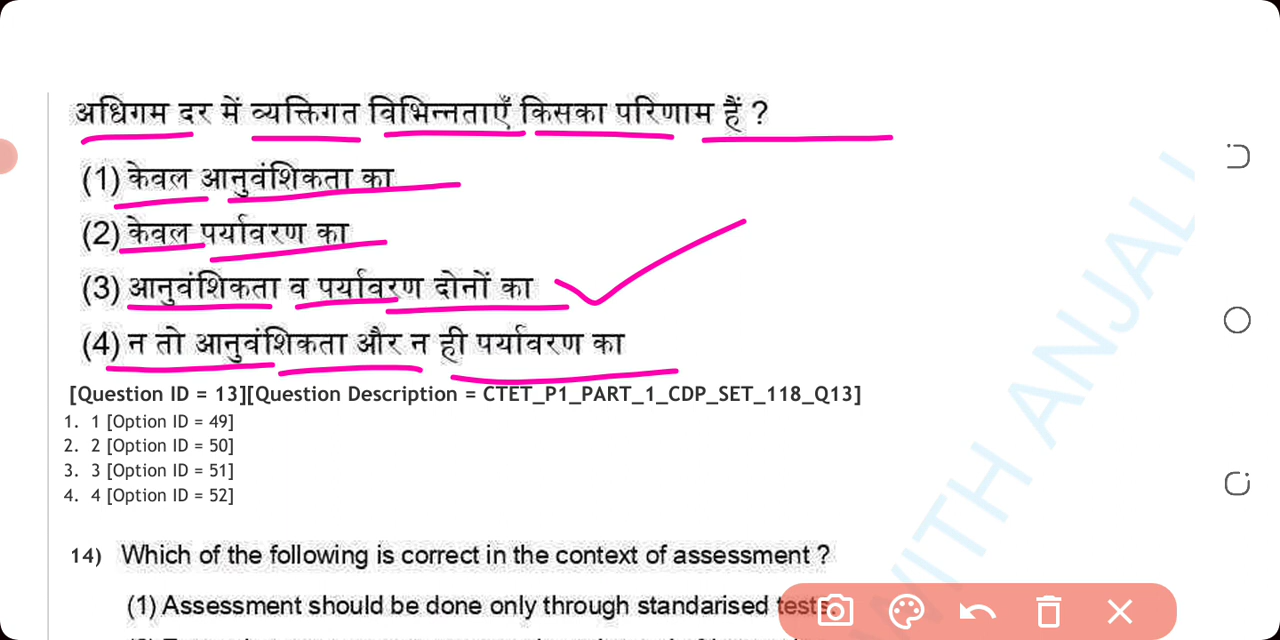 अधिगम दर में व्यक्तिगत विभिन्नताएँ किसका परिणाम हैं ?
(1) केवल आनुवंशिकता का
(2) केवल पर्यावरण का
(3) आनुवंशिकता व पर्यावरण दोनों का
(4) न तो आनुवंशिकता और न ही पर्यावरण का
[Question ID = 13][Question Description = CTET_P1_PART_1_CDP_SET_118_Q13]
1. 1 [Option ID = 49]
2. 2 [Option ID = 50]
3. 3 [Option ID = 51]
4. 4 [Option ID = 52]
14) Which of the following is correct in the context of assessment ?
(1) Assessment should be done only through standarised tests.
WITH ANJALI